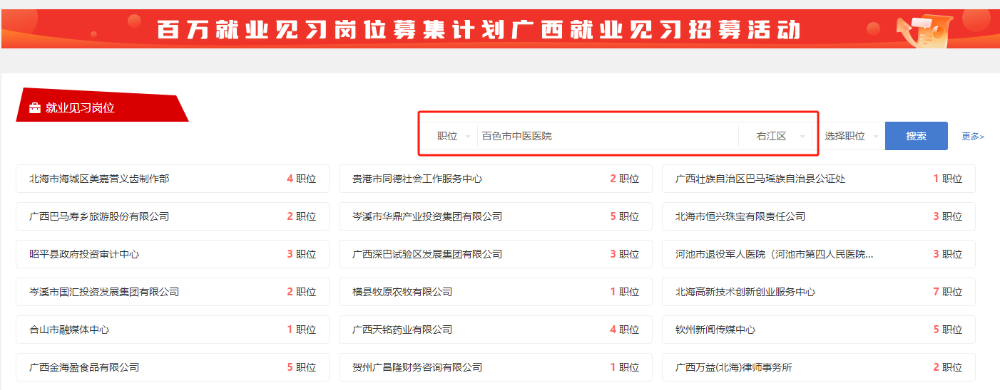 百万就业见习岗位募集计划广西就业见习招募活动
就业见习岗位
职位 百色市中医医院 右江区 选择职位 搜索 更多>
北海市海城区美嘉誉义齿制作部 4 职位 贵港市同德社会工作服务中心 2 职位 广西壮族自治区巴马瑶族自治县公证处 1 职位
广西巴马寿乡旅游股份有限公司 2 职位 岑溪市华鼎产业投资集团有限公司 5 职位 北海市恒兴珠宝有限责任公司 3 职位
昭平县政府投资审计中心 3 职位 广西深巴试验区发展集团有限公司 3 职位 河池市退役军人医院（河池市第四人民医院... 3 职位
岑溪市国汇投资发展集团有限公司 2 职位 横县牧原农牧有限公司 1 职位 北海高新技术创新创业服务中心 7 职位
合山市融媒体中心 1 职位 广西天铭药业有限公司 4 职位 钦州新闻传媒中心 5 职位
广西金海盈食品有限公司 5 职位 贺州广昌隆财务咨询有限公司 1 职位 广西万益(北海)律师事务所 2 职位